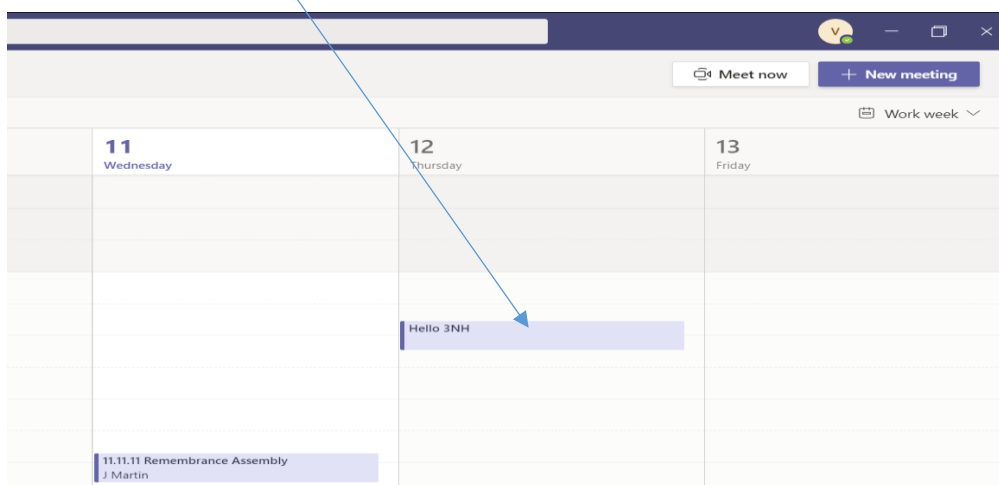 V
Meet now
+ New meeting
Work week
11
Wednesday
12
Thursday
13
Friday
Hello 3NH
11.11.11 Remembrance Assembly
J Martin